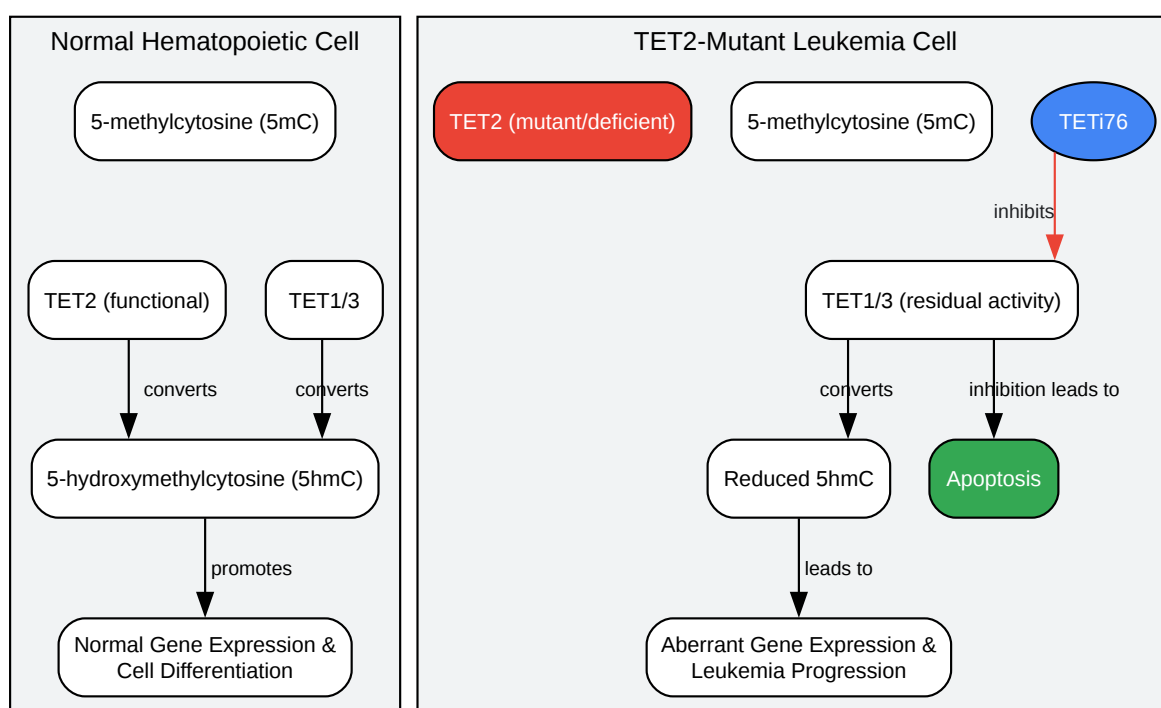 Normal Hematopoietic Cell
5-methylcytosine (5mC)
TET2 (functional)
TET1/3
converts
converts
5-hydroxymethylcytosine (5hmC)
promotes
Normal Gene Expression &
Cell Differentiation
TET2-Mutant Leukemia Cell
TET2 (mutant/deficient)
5-methylcytosine (5mC)
TETi76
inhibits
TET1/3 (residual activity)
converts
inhibition leads to
Reduced 5hmC
Apoptosis
leads to
Aberrant Gene Expression &
Leukemia Progression